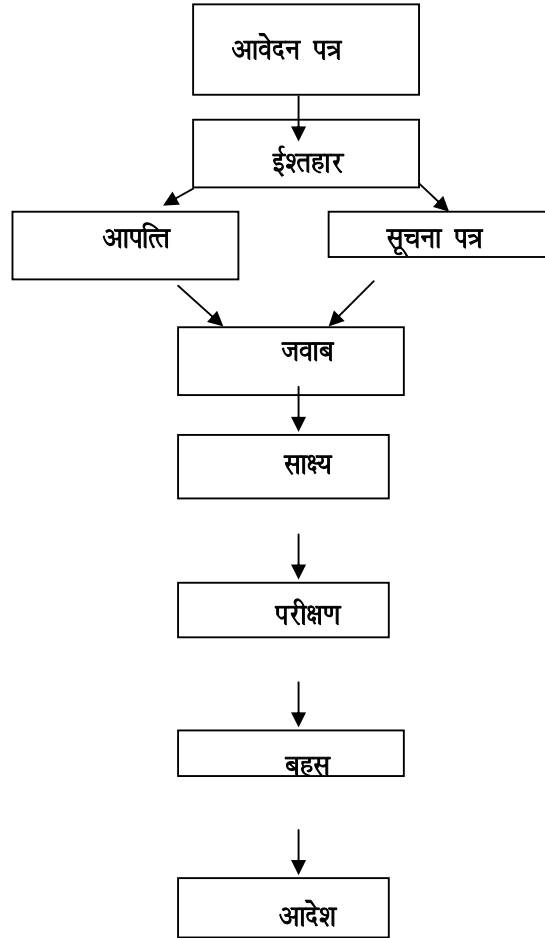 आवेदन पत्र
ईश्तहार
आपत्ति
सूचना पत्र
जवाब
साक्ष्य
परीक्षण
बहस
आदेश